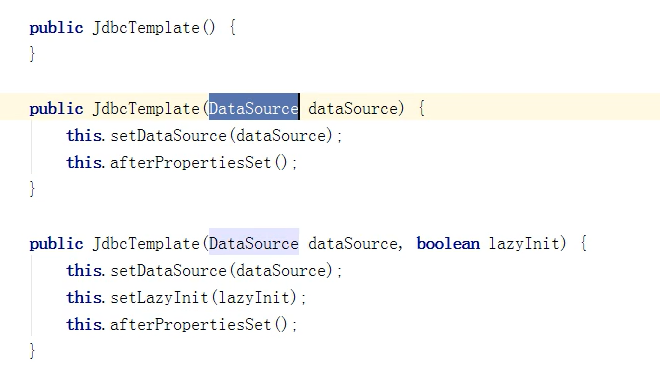 public JdbcTemplate() {
}
public JdbcTemplate(DataSource dataSource) {
this.setDataSource(dataSource);
this.afterPropertiesSet();
}
public JdbcTemplate(DataSource dataSource, boolean lazyInit) {
this.setDataSource(dataSource);
this.setLazyInit(lazyInit);
this.afterPropertiesSet();
}